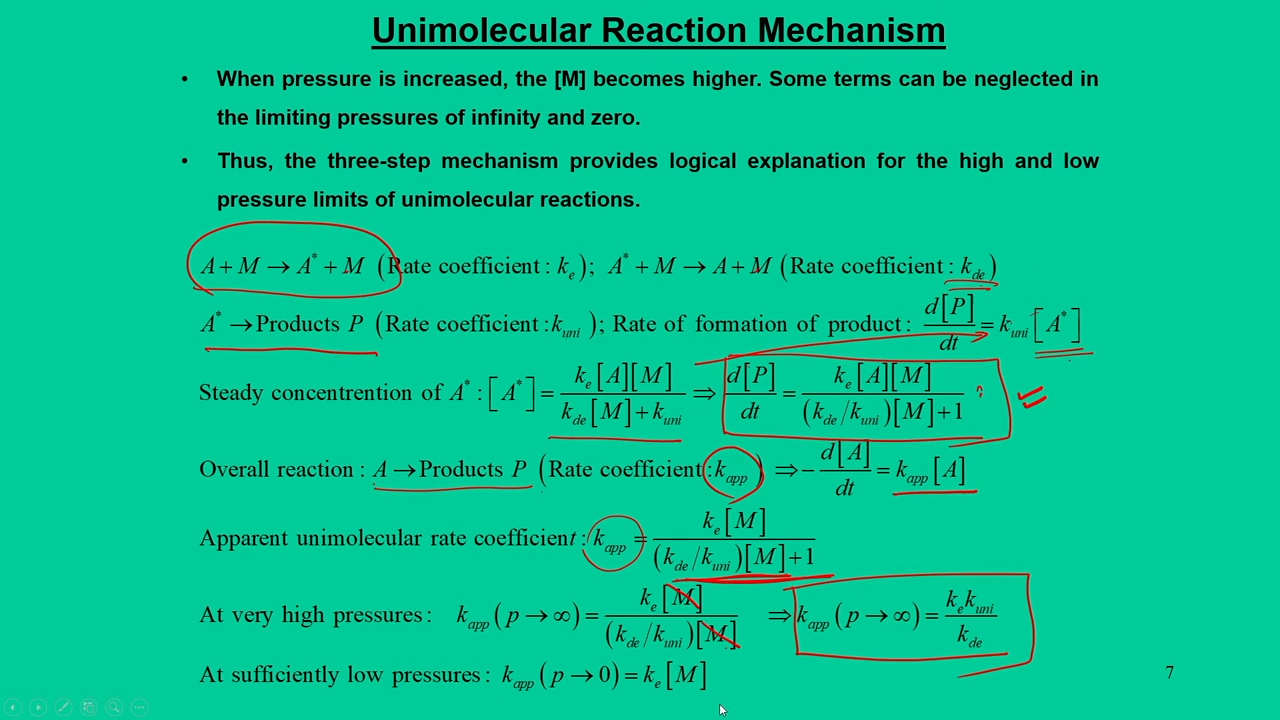 Unimolecular Reaction Mechanism
• When pressure is increased, the [M] becomes higher. Some terms can be neglected in
the limiting pressures of infinity and zero.
• Thus, the three-step mechanism provides logical explanation for the high and low
pressure limits of unimolecular reactions.
A + M → A* + M (Rate coefficient : k_e); A* + M → A + M (Rate coefficient : k_de)
A* → Products P (Rate coefficient : k_uni); Rate of formation of product : d[P]/dt = k_uni [A*]
Steady concentrention of A* : [A*] = k_e[A][M] / (k_de[M] + k_uni) ⇒ d[P]/dt = k_e[A][M] / ((k_de/k_uni)[M] + 1)
Overall reaction : A → Products P (Rate coefficient : k_app) ⇒ − d[A]/dt = k_app [A]
Apparent unimolecular rate coefficient : k_app = k_e[M] / ((k_de/k_uni)[M] + 1)
At very high pressures : k_app (p → ∞) = k_e[M] / ((k_de/k_uni)[M]) ⇒ k_app (p → ∞) = k_e k_uni / k_de
At sufficiently low pressures : k_app (p → 0) = k_e [M]
7